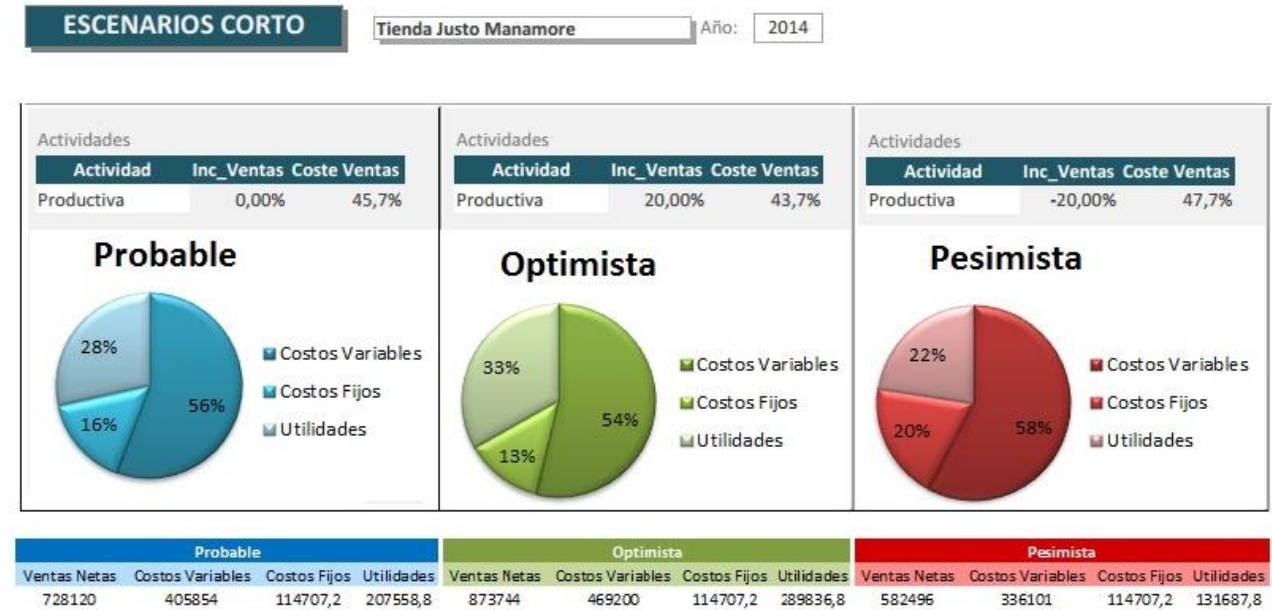 ESCENARIOS CORTO
Tienda Justo Manamore Año: 2014
Actividades
Actividad Inc_Ventas Coste Ventas
Productiva 0,00% 45,7%
Probable
28%
56%
16%
Costos Variables
Costos Fijos
Utilidades
Actividades
Actividad Inc_Ventas Coste Ventas
Productiva 20,00% 43,7%
Optimista
33%
54%
13%
Costos Variables
Costos Fijos
Utilidades
Actividades
Actividad Inc_Ventas Coste Ventas
Productiva -20,00% 47,7%
Pesimista
22%
58%
20%
Costos Variables
Costos Fijos
Utilidades
Probable Optimista Pesimista
Ventas Netas Costos Variables Costos Fijos Utilidades Ventas Netas Costos Variables Costos Fijos Utilidades Ventas Netas Costos Variables Costos Fijos Utilidades
728120 405854 114707,2 207558,8 873744 469200 114707,2 289836,8 582496 336101 114707,2 131687,8